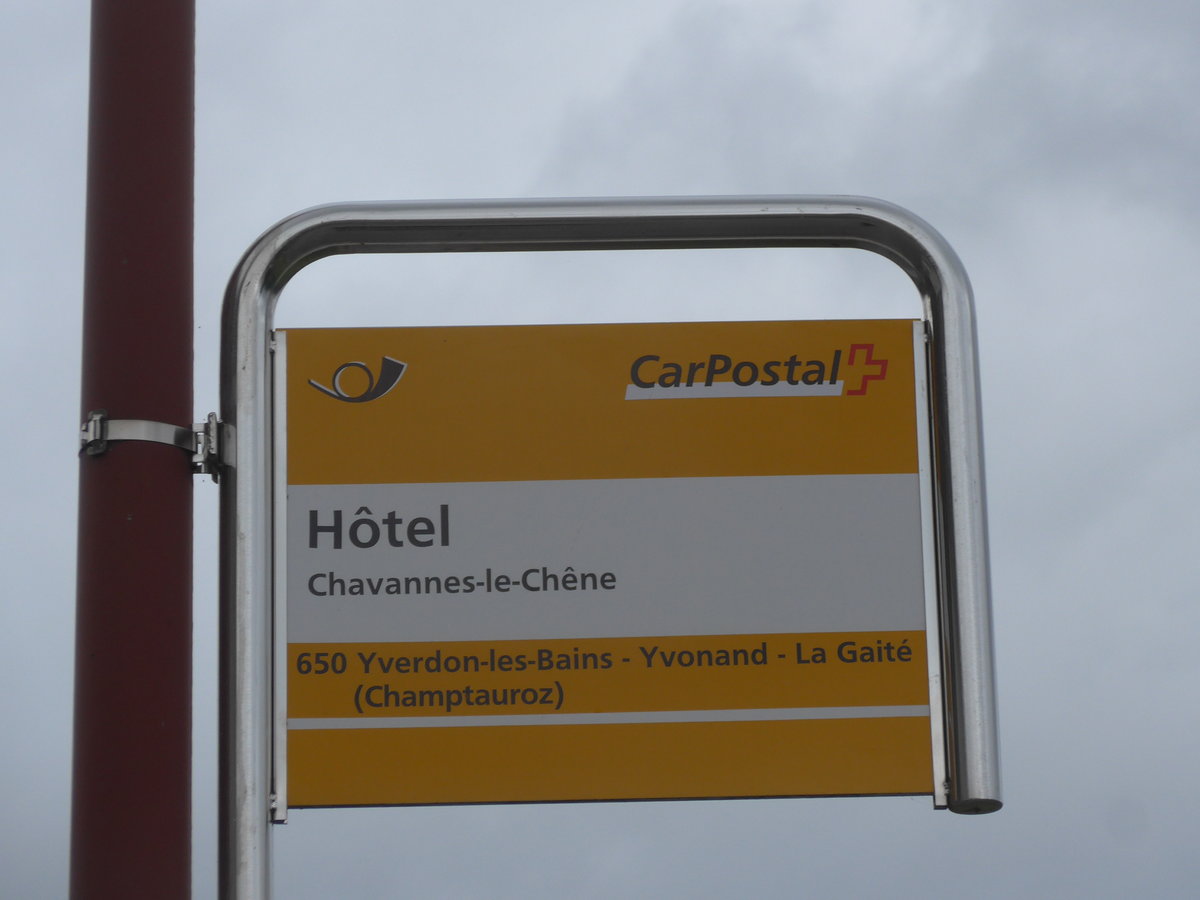 CarPostal
Hôtel
Chavannes-le-Chêne
650 Yverdon-les-Bains - Yvonand - La Gaité
(Champtauroz)